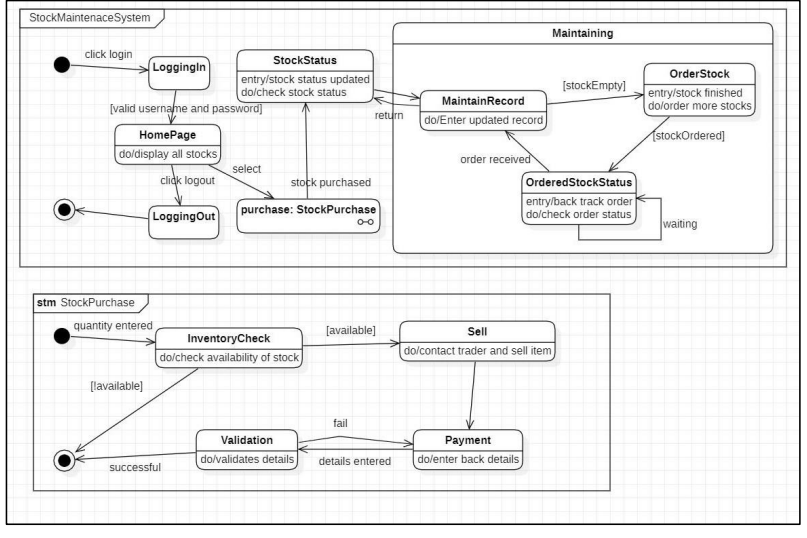 StockMaintenaceSystem
click login
LoggingIn
[valid username and password]
HomePage
do/display all stocks
click logout
LoggingOut
select
purchase: StockPurchase
stock purchased
StockStatus
entry/stock status updated
do/check stock status
return
Maintaining
MaintainRecord
do/Enter updated record
[stockEmpty]
OrderStock
entry/stock finished
do/order more stocks
[stockOrdered]
order received
OrderedStockStatus
entry/back track order
do/check order status
waiting
stm StockPurchase
quantity entered
InventoryCheck
do/check availability of stock
[available]
Sell
do/contact trader and sell item
[!available]
Validation
do/validates details
fail
Payment
do/enter back details
details entered
successful